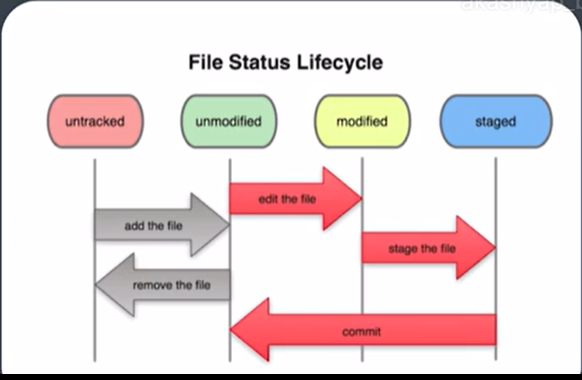 File Status Lifecycle
untracked
unmodified
modified
staged
edit the file
add the file
stage the file
remove the file
commit